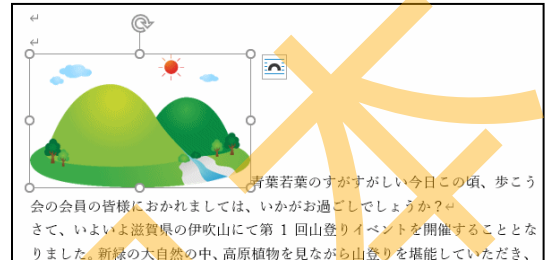 青葉若葉のすがすがしい今日この頃、歩こう
会の会員の皆様におかれましては、いかがお過ごしでしょうか？
さて、いよいよ滋賀県の伊吹山にて第 1 回山登りイベントを開催することとな
りました。新緑の大自然の中、高原植物を見ながら山登りを堪能していただき、